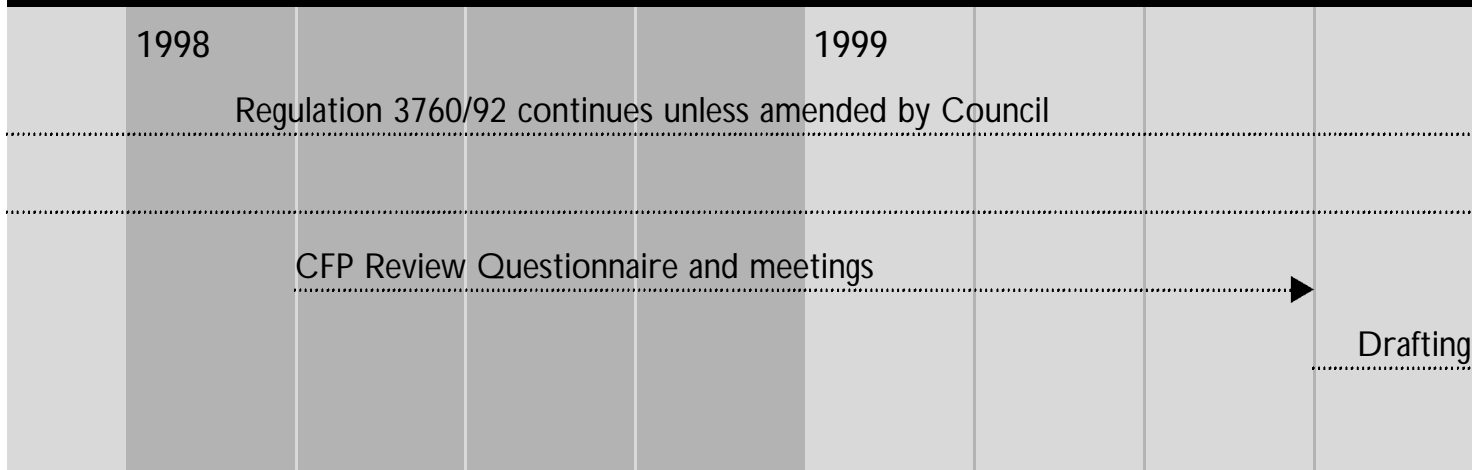 1998
1999
Regulation 3760/92 continues unless amended by Council
CFP Review Questionnaire and meetings
Drafting